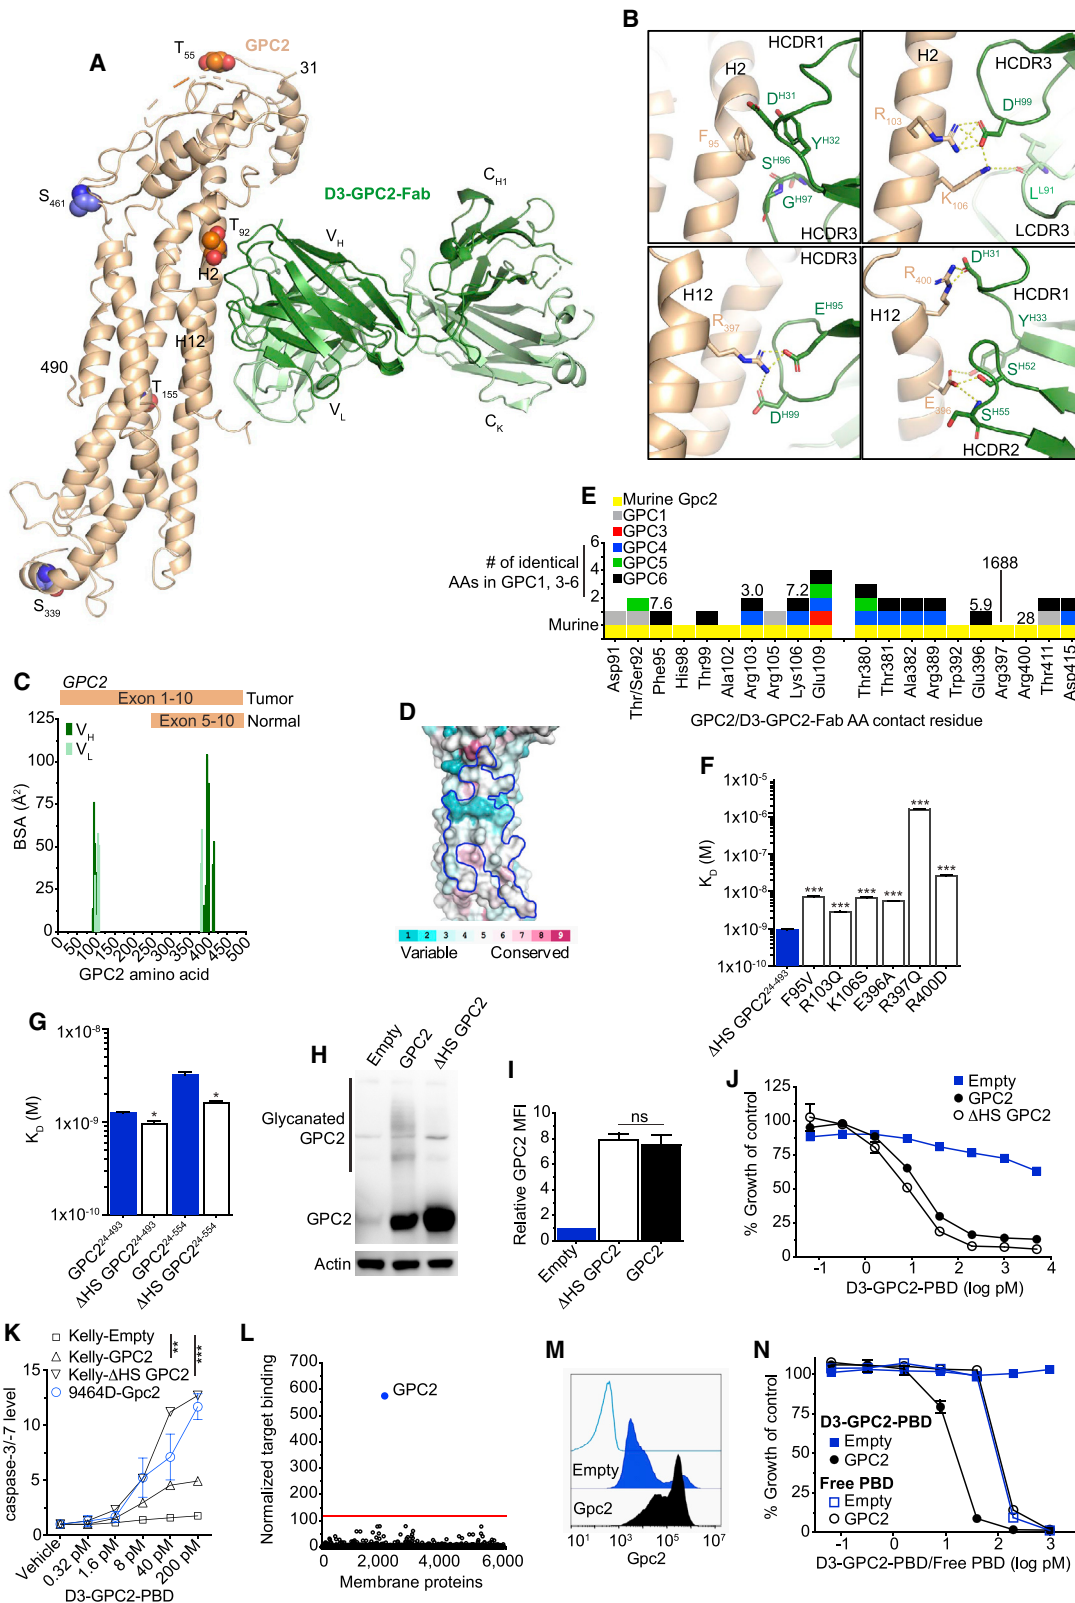 A
GPC2
T55
31
S461
T92
H2
D3-GPC2-Fab
VH
CH1
H12
490
T155
VL
CK
S339
B
HCDR1
H2
DH31
F95
YH32
SH96
GH97
HCDR3
H2
HCDR3
R103
DH99
K106
LL91
LCDR3
HCDR3
H12
EH95
R397
DH99
R400
DH31
HCDR1
H12
YH33
SH52
E396
SH55
HCDR2
C
GPC2
Exon 1-10
Tumor
Exon 5-10
Normal
VH
VL
BSA (Å2)
125
100
75
50
25
0
0
50
100
150
200
250
300
350
400
450
500
GPC2 amino acid
D
1 2 3 4 5 6 7 8 9
Variable
Conserved
E
Murine Gpc2
GPC1
GPC3
GPC4
GPC5
GPC6
# of identical
AAs in GPC1, 3-6
6
4
2
Murine
7.6
3.0
7.2
5.9
1688
28
Asp91
Thr/Ser92
Phe95
His98
Thr99
Ala102
Arg103
Arg105
Lys106
Glu109
Thr380
Thr381
Ala382
Arg389
Trp392
Glu396
Arg397
Arg400
Thr411
Asp415
GPC2/D3-GPC2-Fab AA contact residue
F
KD (M)
1x10-5
1x10-6
1x10-7
1x10-8
1x10-9
1x10-10
***
***
***
***
***
***
ΔHS GPC224-493
F95V
R103Q
K106S
E396A
R397Q
R400D
G
KD (M)
1x10-8
1x10-9
1x10-10
*
*
GPC224-493
ΔHS GPC224-493
GPC224-554
ΔHS GPC224-554
H
Empty
GPC2
ΔHS GPC2
Glycanated
GPC2
GPC2
Actin
I
Relative GPC2 MFI
10
8
6
4
2
0
ns
Empty
ΔHS GPC2
GPC2
J
Empty
GPC2
ΔHS GPC2
% Growth of control
125
100
75
50
25
0
-1 0 1 2 3 4
D3-GPC2-PBD (log pM)
K
Kelly-Empty
Kelly-GPC2
Kelly-ΔHS GPC2
9464D-Gpc2
**
***
caspase-3/-7 level
15
10
5
0
Vehicle
0.32 pM
1.6 pM
8 pM
40 pM
200 pM
D3-GPC2-PBD
L
Normalized target binding
700
600
500
400
300
200
100
0
GPC2
0 2,000 4,000 6,000
Membrane proteins
M
Empty
Gpc2
101 103 105 107
Gpc2
N
% Growth of control
100
75
50
25
0
D3-GPC2-PBD
Empty
GPC2
Free PBD
Empty
GPC2
-1 0 1 2 3
D3-GPC2-PBD/Free PBD (log pM)